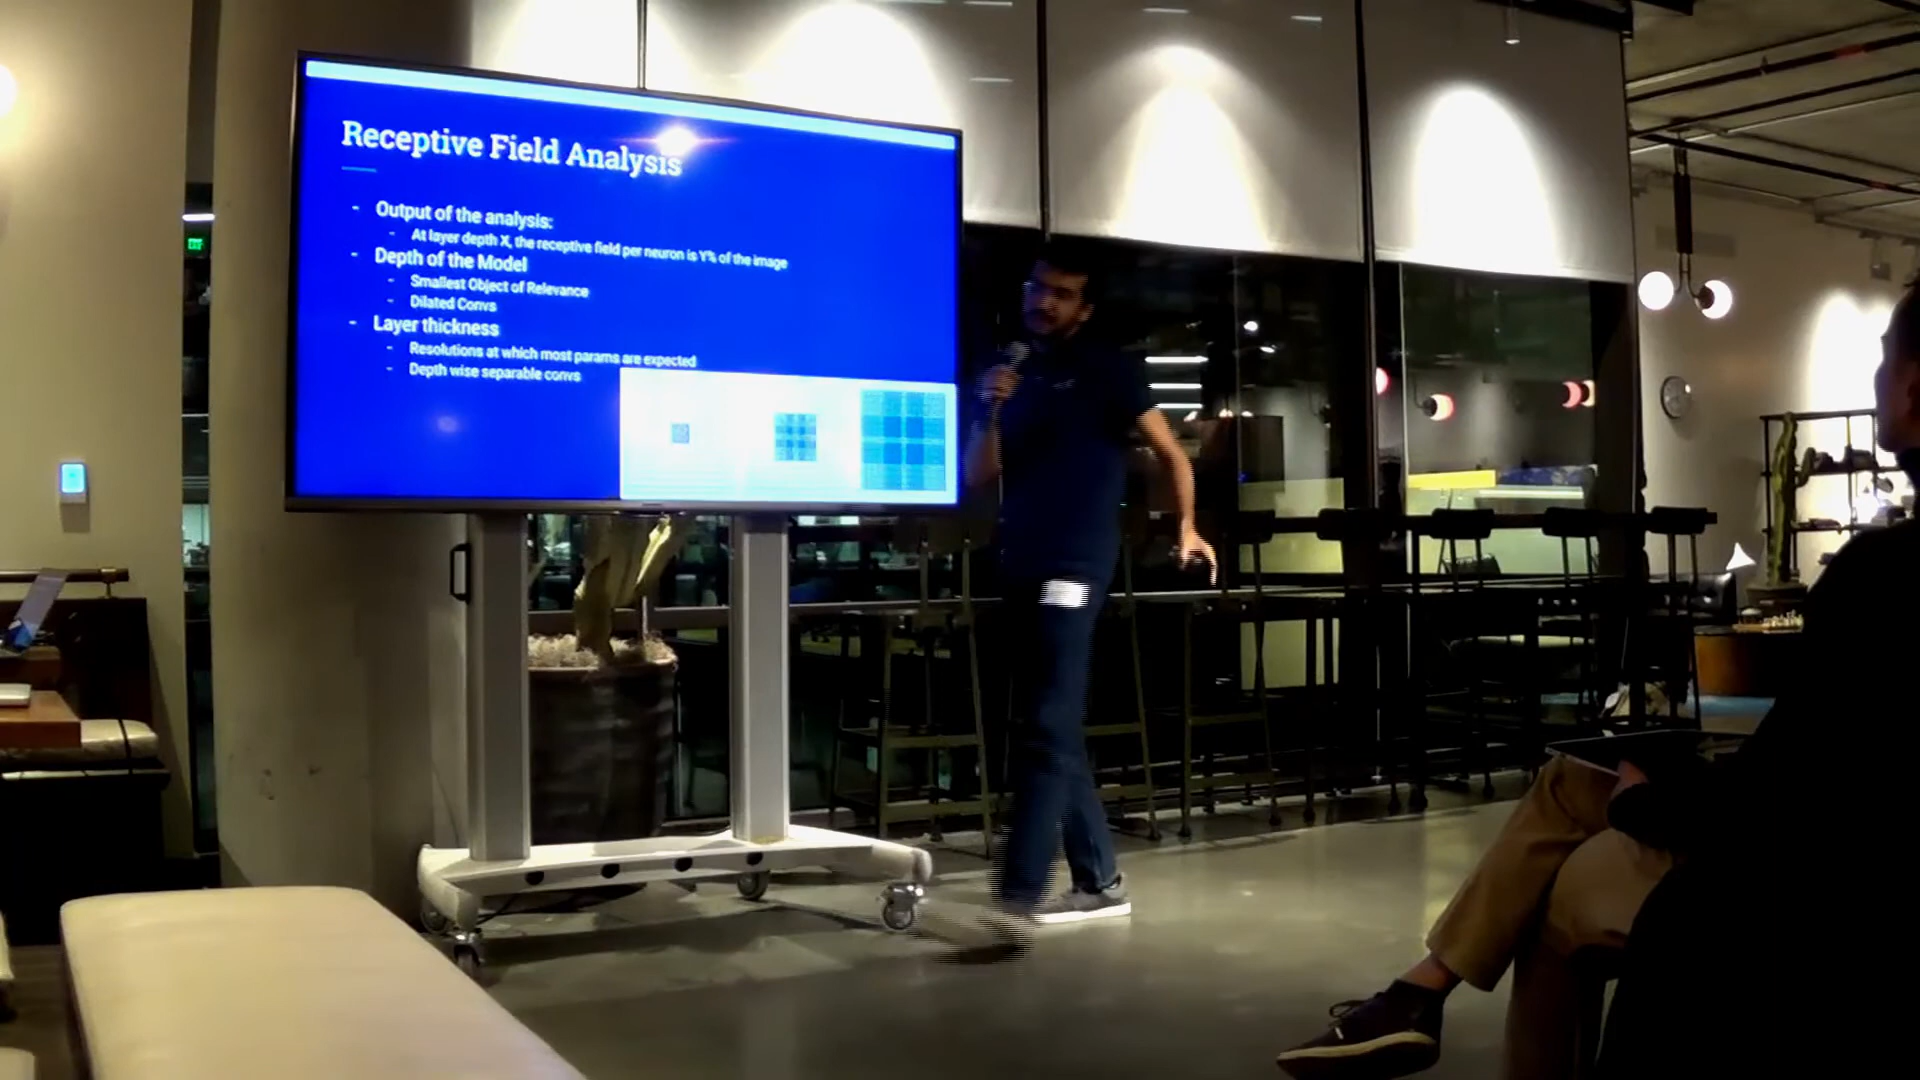 Receptive Field Analysis
- Output of the analysis:
- At layer depth X, the receptive field per neuron is Y% of the image
- Depth of the Model
- Smallest Object of Relevance
- Dilated Convs
- Layer thickness
- Resolutions at which most params are expected
- Depth wise separable convs